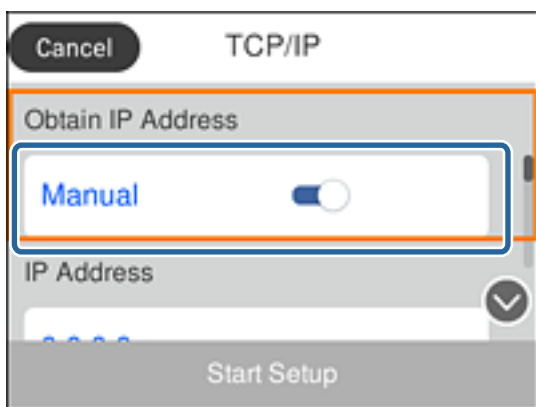 Cancel
TCP/IP
Obtain IP Address
Manual
IP Address
Start Setup